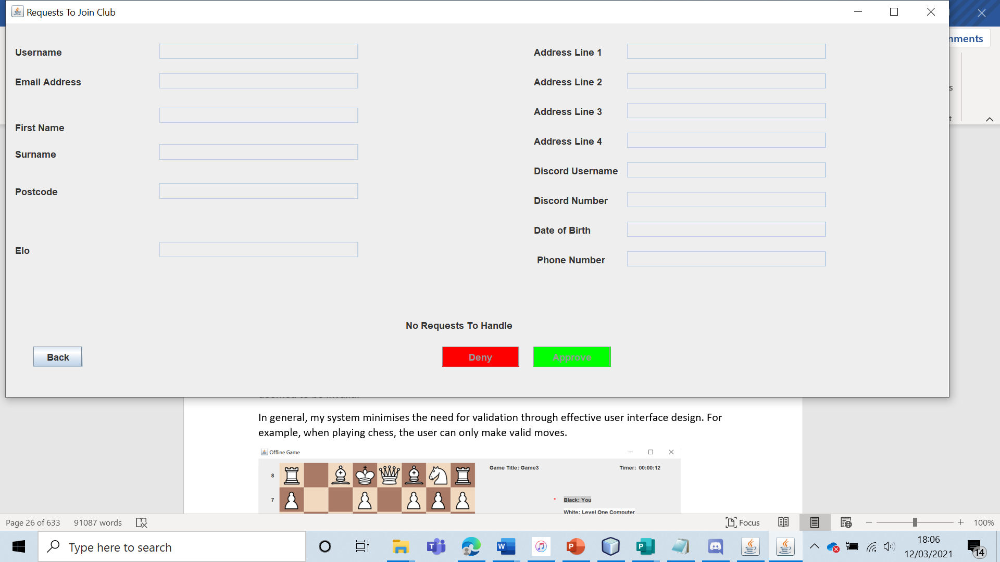 Requests To Join Club
mments
Username
Address Line 1
Email Address
Address Line 2
s
Address Line 3
t
First Name
Address Line 4
Surname
Discord Username
Postcode
Discord Number
Date of Birth
Elo
Phone Number
No Requests To Handle
Back
Deny
Approve
In general, my system minimises the need for validation through effective user interface design. For
example, when playing chess, the user can only make valid moves.
Offline Game
8
Game Title: Game3
Timer: 00:00:12
7
* Black: You
White: Level One Computer
Page 26 of 633
91087 words
Focus
100%
Type here to search
18:06
12/03/2021
14